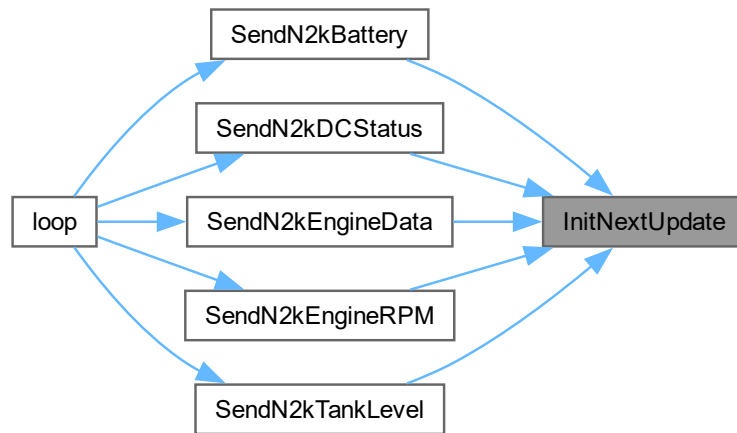 SendN2kBattery
SendN2kDCStatus
loop
SendN2kEngineData
InitNextUpdate
SendN2kEngineRPM
SendN2kTankLevel